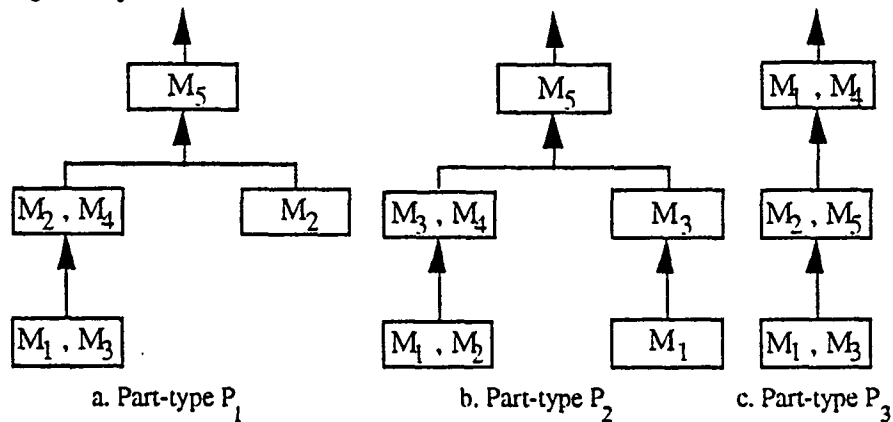 M5 M5 M1 , M4
M2 , M4 M2 M3 , M4 M3 M2 , M5
M1 , M3 M1 , M2 M1 M1 , M3
a. Part-type P1 b. Part-type P2 c. Part-type P3